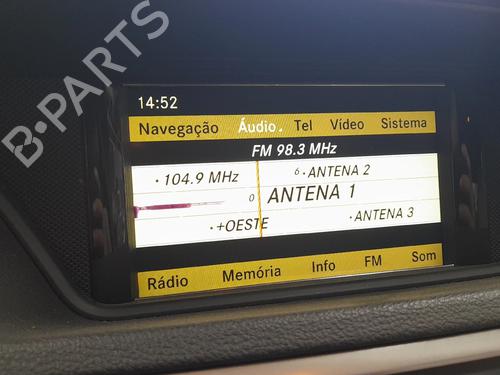 B-PARTS
14:52
Navegação Áudio. Tel Vídeo Sistema
FM 98.3 MHz
· 104.9 MHz 6 · ANTENA 2
0 ANTENA 1
· +OESTE · ANTENA 3
Rádio Memória Info FM Som
B-PARTS